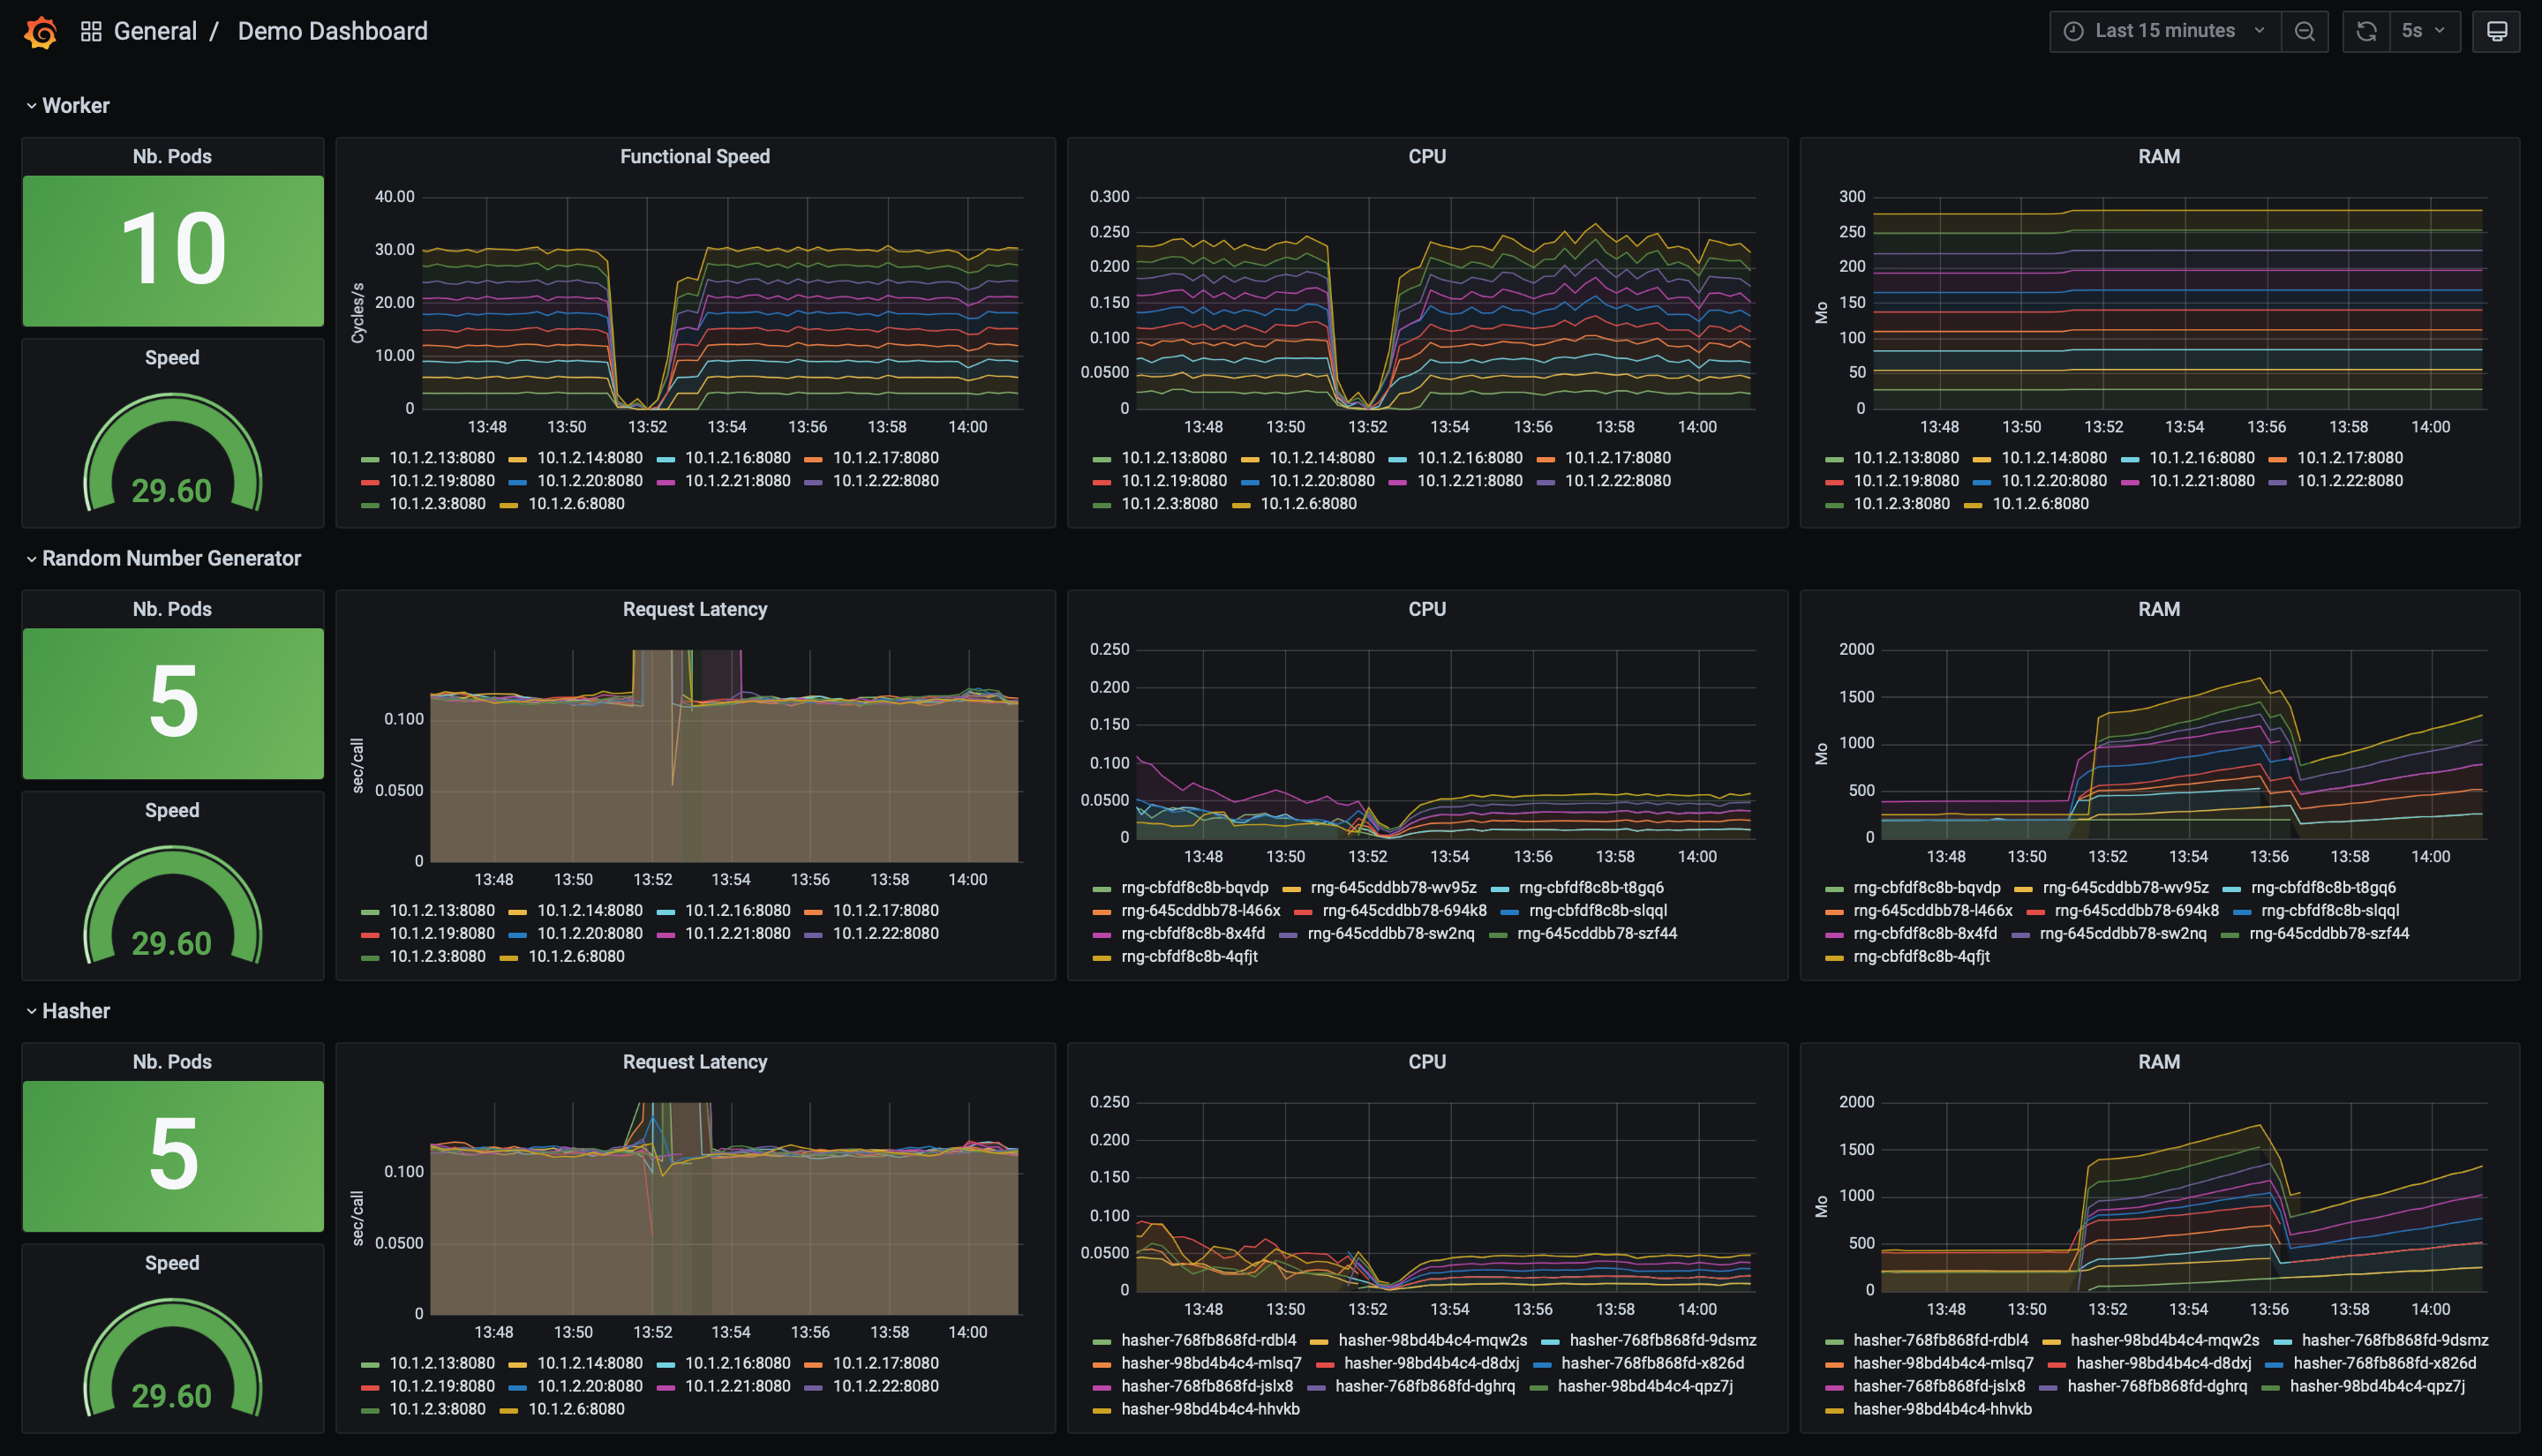 General / Demo Dashboard
Last 15 minutes
5s
Worker
Nb. Pods
10
Speed
29.60
Functional Speed
Cycles/s
40.00
30.00
20.00
10.00
0
13:48 13:50 13:52 13:54 13:56 13:58 14:00
10.1.2.13:8080 10.1.2.14:8080 10.1.2.16:8080 10.1.2.17:8080
10.1.2.19:8080 10.1.2.20:8080 10.1.2.21:8080 10.1.2.22:8080
10.1.2.3:8080 10.1.2.6:8080
CPU
0.300
0.250
0.200
0.150
0.100
0.0500
0
13:48 13:50 13:52 13:54 13:56 13:58 14:00
10.1.2.13:8080 10.1.2.14:8080 10.1.2.16:8080 10.1.2.17:8080
10.1.2.19:8080 10.1.2.20:8080 10.1.2.21:8080 10.1.2.22:8080
10.1.2.3:8080 10.1.2.6:8080
RAM
Mo
300
250
200
150
100
50
0
13:48 13:50 13:52 13:54 13:56 13:58 14:00
10.1.2.13:8080 10.1.2.14:8080 10.1.2.16:8080 10.1.2.17:8080
10.1.2.19:8080 10.1.2.20:8080 10.1.2.21:8080 10.1.2.22:8080
10.1.2.3:8080 10.1.2.6:8080
Random Number Generator
Nb. Pods
5
Speed
29.60
Request Latency
sec/call
0.100
0.0500
0
13:48 13:50 13:52 13:54 13:56 13:58 14:00
10.1.2.13:8080 10.1.2.14:8080 10.1.2.16:8080 10.1.2.17:8080
10.1.2.19:8080 10.1.2.20:8080 10.1.2.21:8080 10.1.2.22:8080
10.1.2.3:8080 10.1.2.6:8080
CPU
0.250
0.200
0.150
0.100
0.0500
0
13:48 13:50 13:52 13:54 13:56 13:58 14:00
rng-cbfdf8c8b-bqvdp rng-645cddbb78-wv95z rng-cbfdf8c8b-t8gq6
rng-645cddbb78-l466x rng-645cddbb78-694k8 rng-cbfdf8c8b-slqql
rng-cbfdf8c8b-8x4fd rng-645cddbb78-sw2nq rng-645cddbb78-szf44
rng-cbfdf8c8b-4qfjt
RAM
Mo
2000
1500
1000
500
0
13:48 13:50 13:52 13:54 13:56 13:58 14:00
rng-cbfdf8c8b-bqvdp rng-645cddbb78-wv95z rng-cbfdf8c8b-t8gq6
rng-645cddbb78-l466x rng-645cddbb78-694k8 rng-cbfdf8c8b-slqql
rng-cbfdf8c8b-8x4fd rng-645cddbb78-sw2nq rng-645cddbb78-szf44
rng-cbfdf8c8b-4qfjt
Hasher
Nb. Pods
5
Speed
29.60
Request Latency
sec/call
0.100
0.0500
0
13:48 13:50 13:52 13:54 13:56 13:58 14:00
10.1.2.13:8080 10.1.2.14:8080 10.1.2.16:8080 10.1.2.17:8080
10.1.2.19:8080 10.1.2.20:8080 10.1.2.21:8080 10.1.2.22:8080
10.1.2.3:8080 10.1.2.6:8080
CPU
0.250
0.200
0.150
0.100
0.0500
0
13:48 13:50 13:52 13:54 13:56 13:58 14:00
hasher-768fb868fd-rdbl4 hasher-98bd4b4c4-mqw2s hasher-768fb868fd-9dsmz
hasher-98bd4b4c4-mlsq7 hasher-98bd4b4c4-d8dxj hasher-768fb868fd-x826d
hasher-768fb868fd-jslx8 hasher-768fb868fd-dghrq hasher-98bd4b4c4-qpz7j
hasher-98bd4b4c4-hhvkb
RAM
Mo
2000
1500
1000
500
0
13:48 13:50 13:52 13:54 13:56 13:58 14:00
hasher-768fb868fd-rdbl4 hasher-98bd4b4c4-mqw2s hasher-768fb868fd-9dsmz
hasher-98bd4b4c4-mlsq7 hasher-98bd4b4c4-d8dxj hasher-768fb868fd-x826d
hasher-768fb868fd-jslx8 hasher-768fb868fd-dghrq hasher-98bd4b4c4-qpz7j
hasher-98bd4b4c4-hhvkb